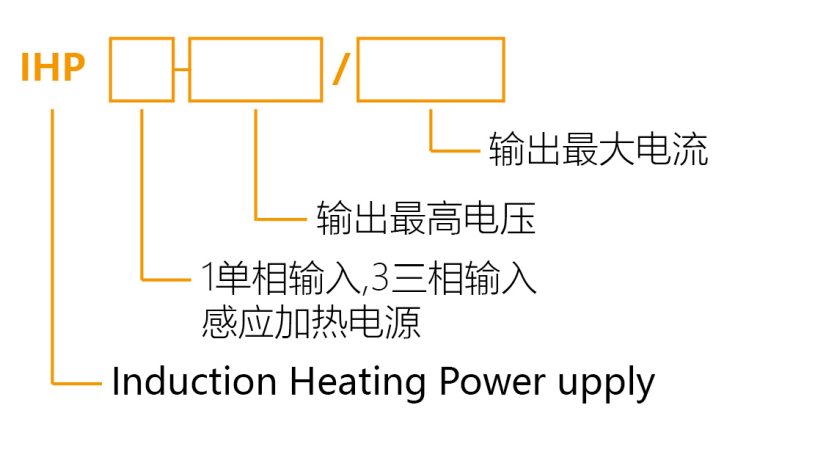 IHP - /
输出最大电流
输出最高电压
1单相输入,3三相输入
感应加热电源
Induction Heating Power upply